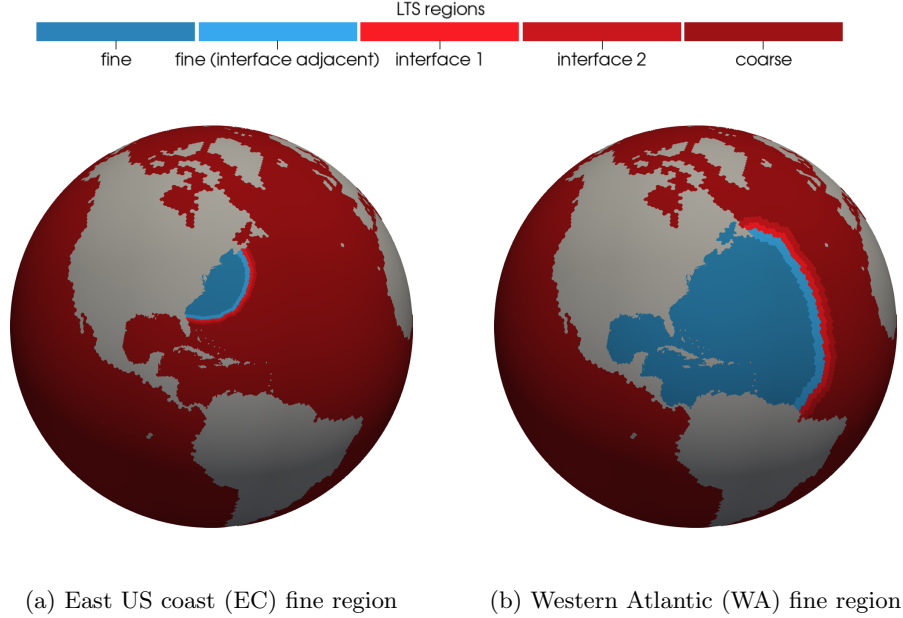 LTS regions
fine fine (interface adjacent) interface 1 interface 2 coarse
(a) East US coast (EC) fine region (b) Western Atlantic (WA) fine region